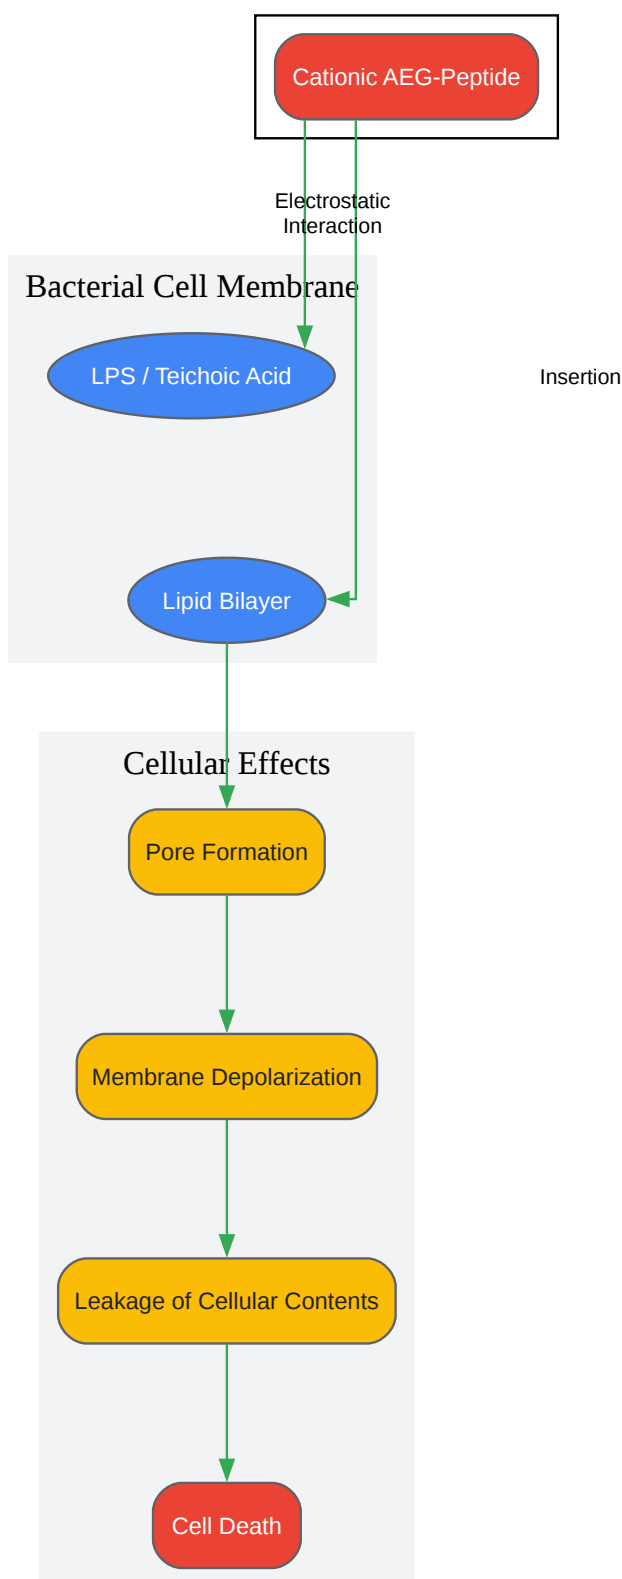 Cationic AEG-Peptide
Electrostatic
Interaction
Bacterial Cell Membrane
LPS / Teichoic Acid
Insertion
Lipid Bilayer
Cellular Effects
Pore Formation
Membrane Depolarization
Leakage of Cellular Contents
Cell Death